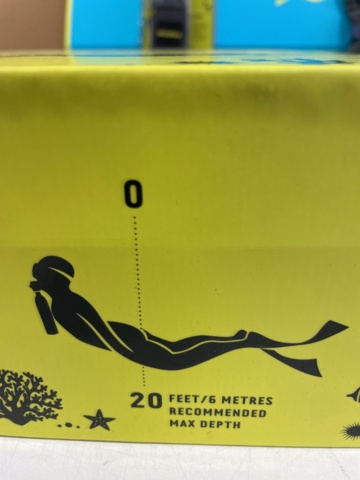 0
20 FEET/6 METRES
RECOMMENDED
MAX DEPTH